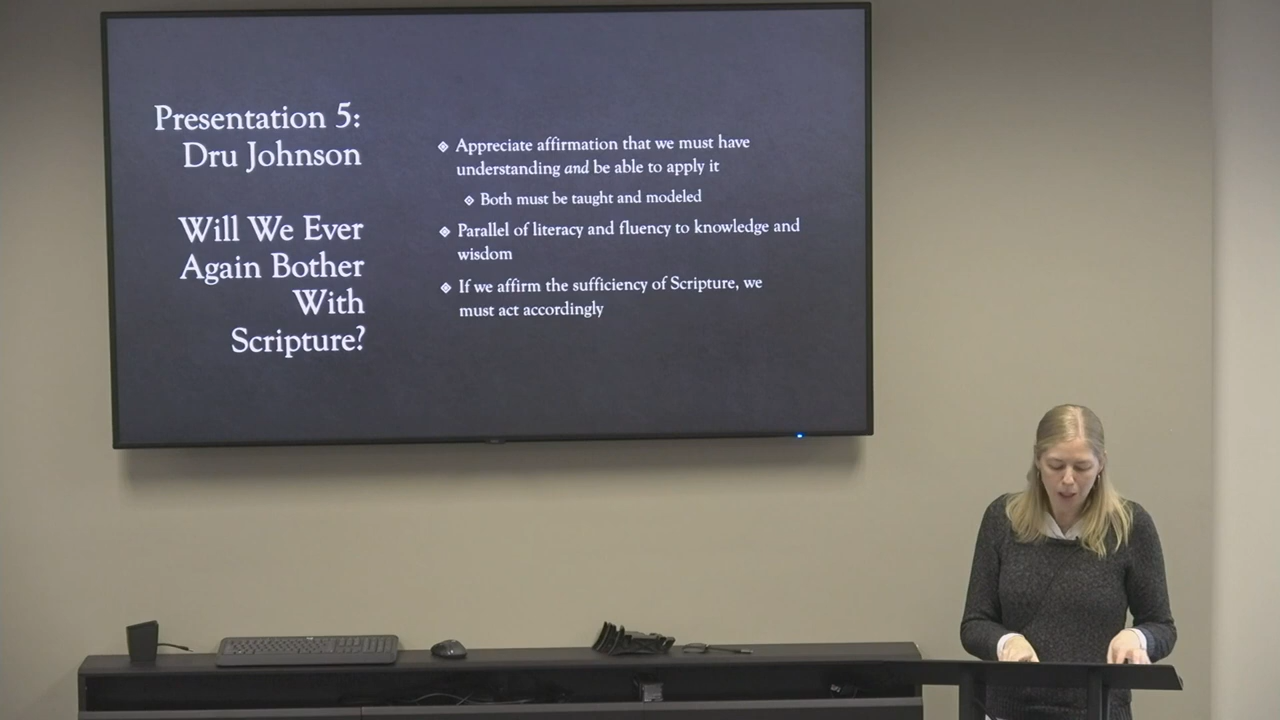 Presentation 5:
Dru Johnson
Will We Ever
Again Bother
With
Scripture?
Appreciate affirmation that we must have
understanding and be able to apply it
Both must be taught and modeled
Parallel of literacy and fluency to knowledge and
wisdom
If we affirm the sufficiency of Scripture, we
must act accordingly